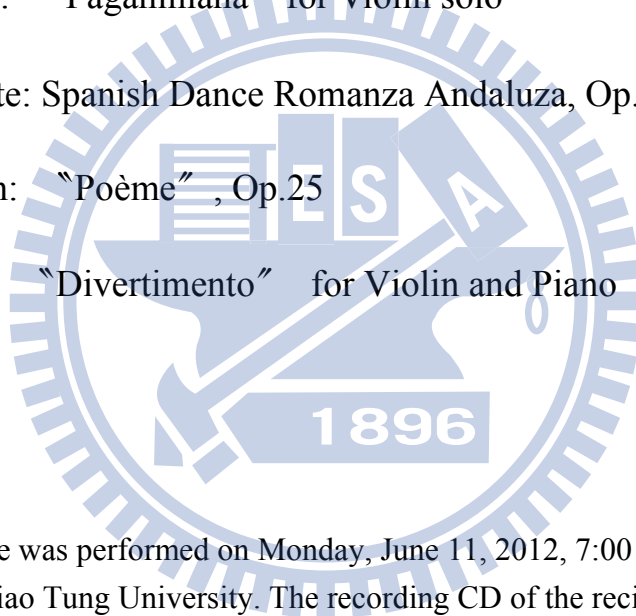 "Paganiniana" for Violin solo
te: Spanish Dance Romanza Andaluza, Op.
n: 〝Poème〞, Op.25
〝Divertimento〞 for Violin and Piano
E S A
1896
e was performed on Monday, June 11, 2012, 7:00
iao Tung University. The recording CD of the reci